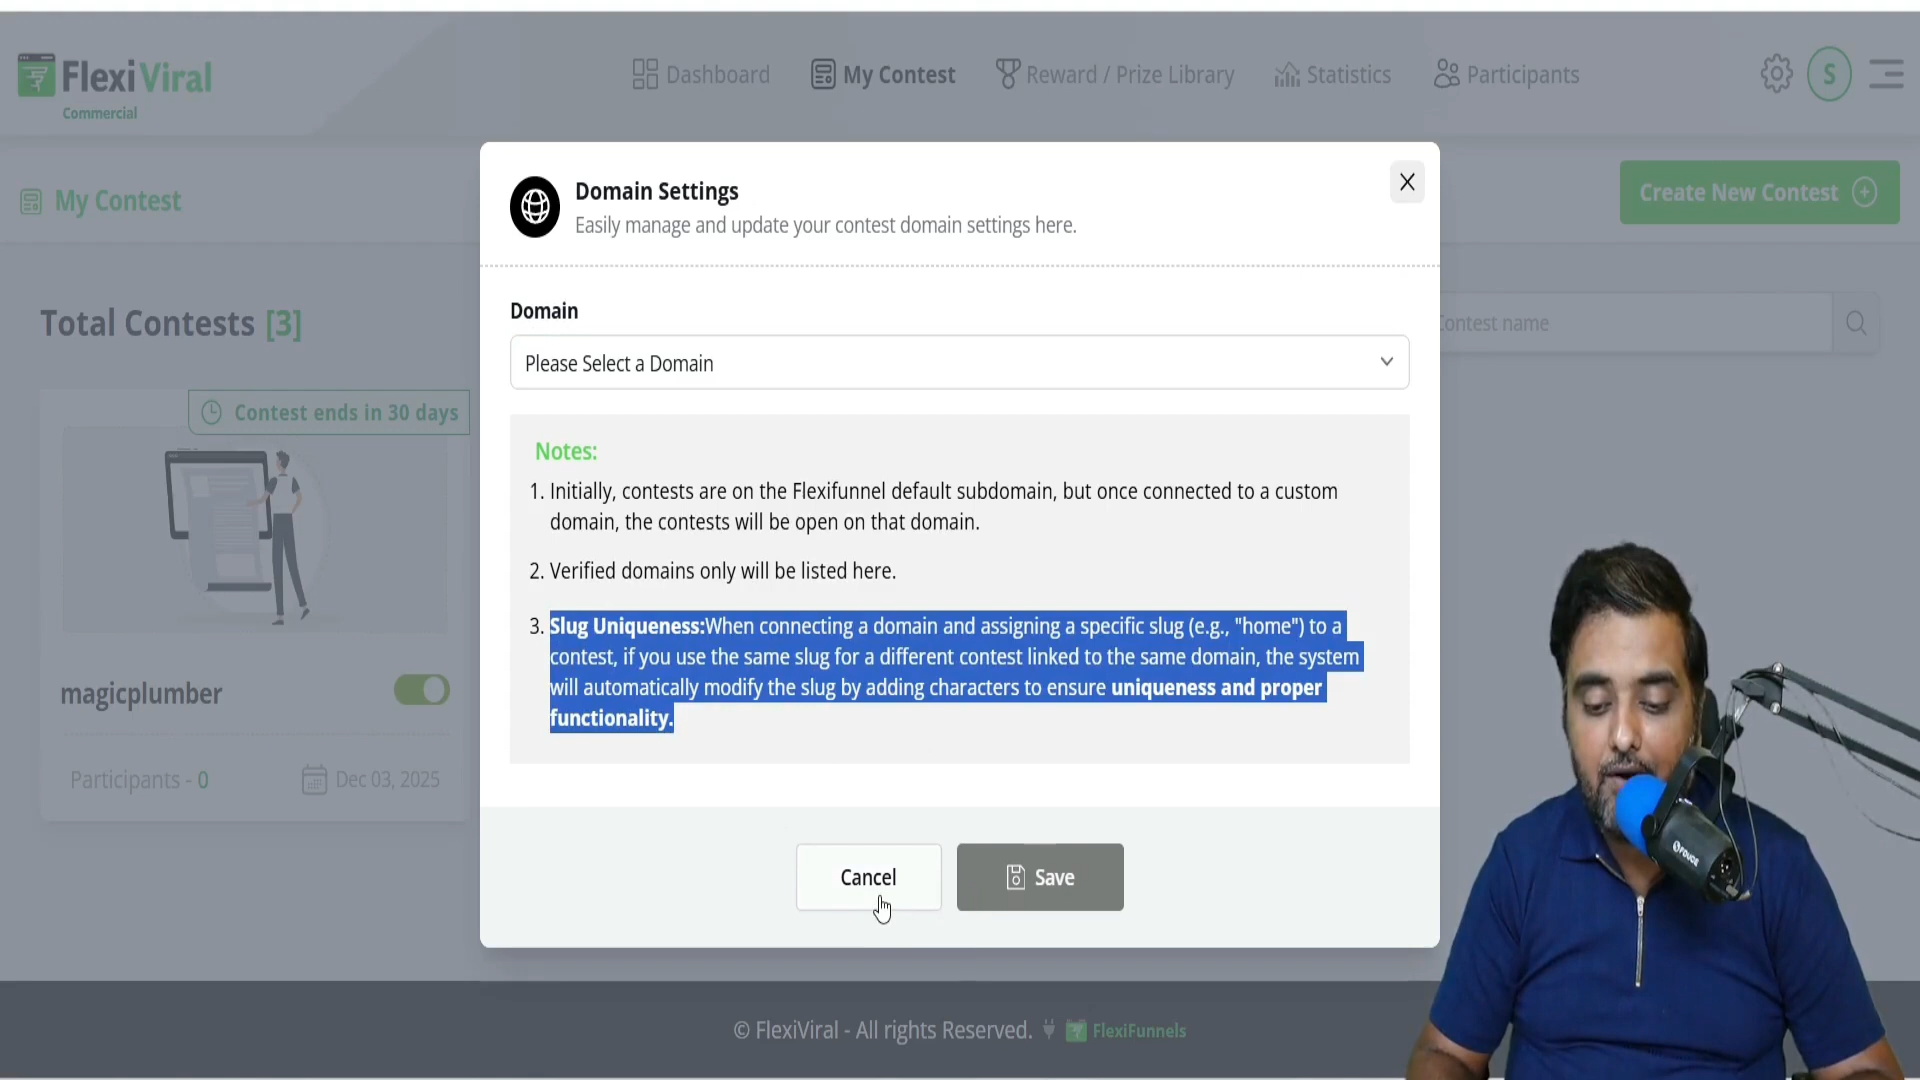 FlexiViral
Commercial
Dashboard
My Contest
Reward / Prize Library
Statistics
Participants
S
My Contest
Create New Contest
Total Contests [3]
Contest name
Contest ends in 30 days
magicplumber
Participants - 0
Dec 03, 2025
Domain Settings
Easily manage and update your contest domain settings here.
X
Domain
Please Select a Domain
Notes:
1. Initially, contests are on the Flexifunnel default subdomain, but once connected to a custom
domain, the contests will be open on that domain.
2. Verified domains only will be listed here.
3. Slug Uniqueness:When connecting a domain and assigning a specific slug (e.g., "home") to a
contest, if you use the same slug for a different contest linked to the same domain, the system
will automatically modify the slug by adding characters to ensure uniqueness and proper
functionality.
Cancel
Save
© FlexiViral - All rights Reserved.
FlexiFunnels